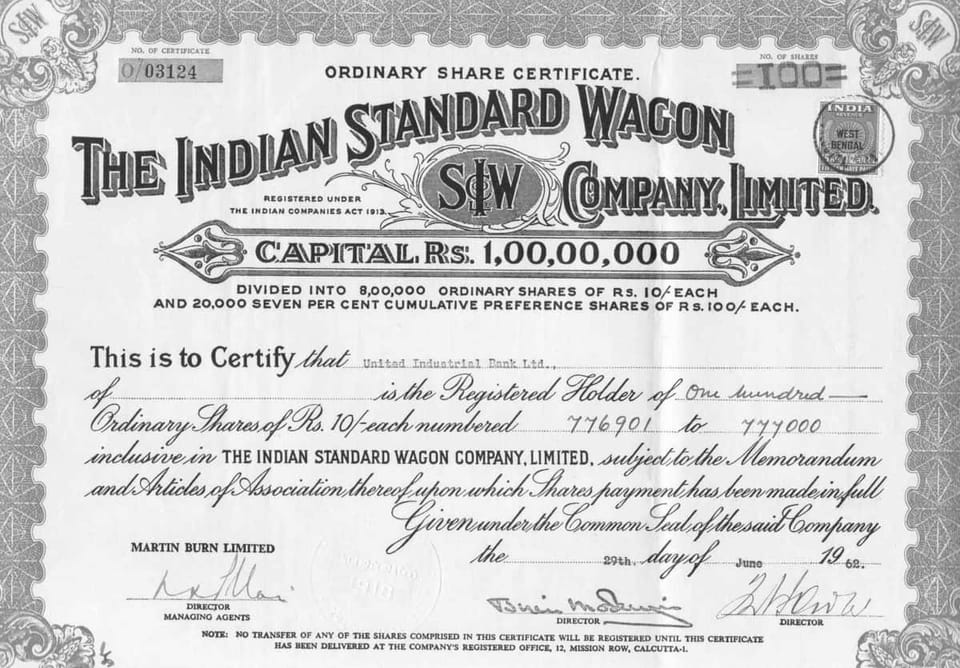 NO. OF CERTIFICATE
O/03124
NO. OF SHARES
=100=
ORDINARY SHARE CERTIFICATE.
INDIA
REVENUE
WEST
BENGAL
THE INDIAN STANDARD WAGON
SISW
COMPANY, LIMITED.
REGISTERED UNDER
THE INDIAN COMPANIES ACT 1913.
CAPITAL, Rs: 1,00,00,000
DIVIDED INTO 8,00,000 ORDINARY SHARES OF RS. 10/- EACH
AND 20,000 SEVEN PER CENT CUMULATIVE PREFERENCE SHARES OF RS. 100/- EACH.
This is to Certify that United Industrial Bank Ltd.,
of is the Registered Holder of One hundred —
Ordinary Shares, of Rs. 10/- each numbered 776901 to 777000
inclusive in THE INDIAN STANDARD WAGON COMPANY, LIMITED, subject to the Memorandum
and Articles, of Association, thereof upon which Shares payment has been made in full
Given under the Common Seal of the said Company
the 29th. day of June 1962.
MARTIN BURN LIMITED
DIRECTOR
MANAGING AGENTS
DIRECTOR
DIRECTOR
NOTE: NO TRANSFER OF ANY OF THE SHARES COMPRISED IN THIS CERTIFICATE WILL BE REGISTERED UNTIL THIS CERTIFICATE
HAS BEEN DELIVERED AT THE COMPANY'S REGISTERED OFFICE, 12, MISSION ROW, CALCUTTA-1.